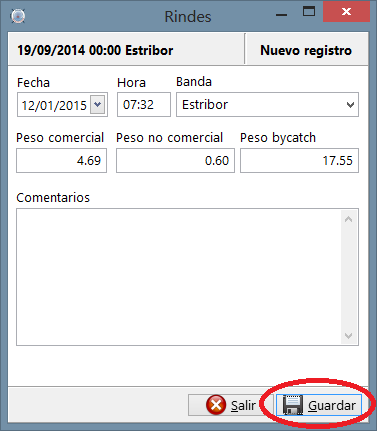 Rindes
19/09/2014 00:00 Estribor Nuevo registro
Fecha Hora Banda
12/01/2015 07:32 Estribor
Peso comercial Peso no comercial Peso bycatch
4.69 0.60 17.55
Comentarios
Salir Guardar